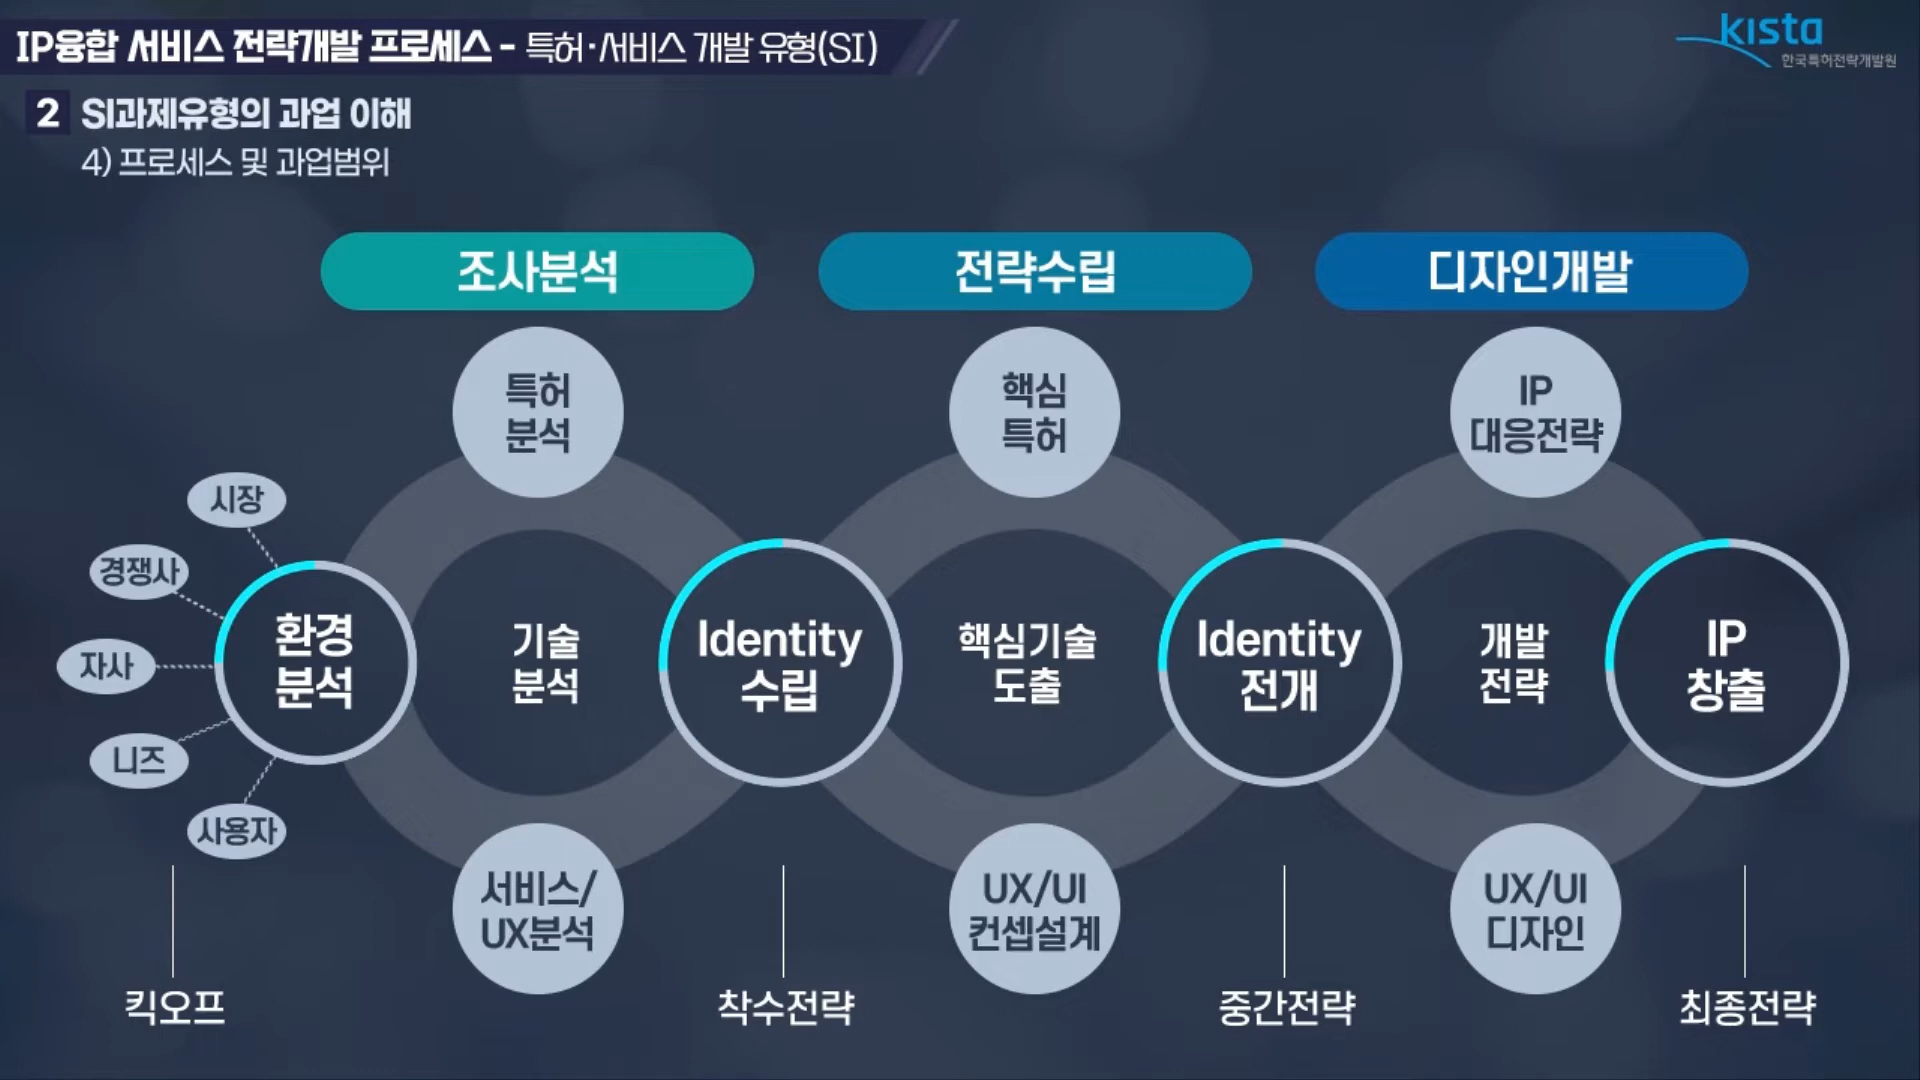 IP융합 서비스 전략개발 프로세스 - 특허·서비스 개발 유형(SI)
kista
한국특허전략개발원
2 SI과제유형의 과업 이해
4) 프로세스 및 과업범위
조사분석
전략수립
디자인개발
특허
분석
핵심
특허
IP
대응전략
시장
경쟁사
자사
니즈
사용자
환경
분석
기술
분석
Identity
수립
핵심기술
도출
Identity
전개
개발
전략
IP
창출
서비스/
UX분석
UX/UI
컨셉설계
UX/UI
디자인
킥오프
착수전략
중간전략
최종전략